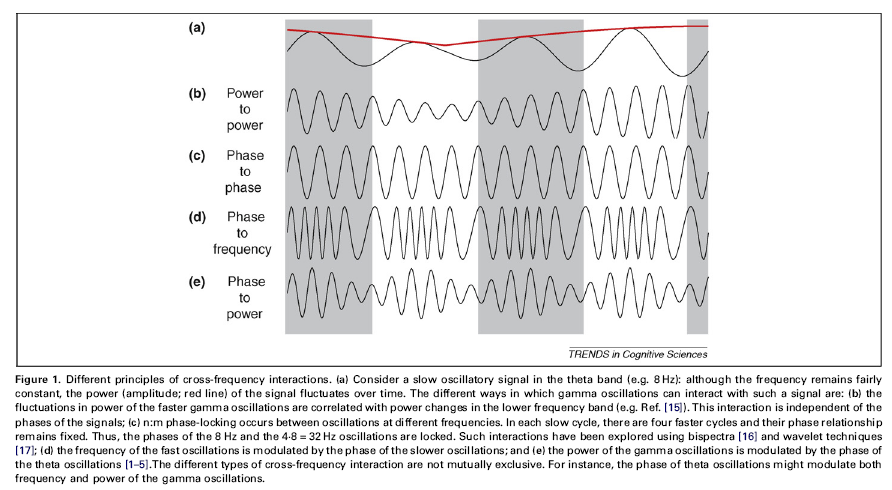 (a)
(b) Power
to
power
(c) Phase
to
phase
(d) Phase
to
frequency
(e) Phase
to
power
TRENDS in Cognitive Sciences
Figure 1. Different principles of cross-frequency interactions. (a) Consider a slow oscillatory signal in the theta band (e.g. 8 Hz): although the frequency remains fairly
constant, the power (amplitude; red line) of the signal fluctuates over time. The different ways in which gamma oscillations can interact with such a signal are: (b) the
fluctuations in power of the faster gamma oscillations are correlated with power changes in the lower frequency band (e.g. Ref. [15]). This interaction is independent of the
phases of the signals; (c) n:m phase-locking occurs between oscillations at different frequencies. In each slow cycle, there are four faster cycles and their phase relationship
remains fixed. Thus, the phases of the 8 Hz and the 4·8 = 32 Hz oscillations are locked. Such interactions have been explored using bispectra [16] and wavelet techniques
[17]; (d) the frequency of the fast oscillations is modulated by the phase of the slower oscillations; and (e) the power of the gamma oscillations is modulated by the phase of
the theta oscillations [1–5].The different types of cross-frequency interaction are not mutually exclusive. For instance, the phase of theta oscillations might modulate both
frequency and power of the gamma oscillations.